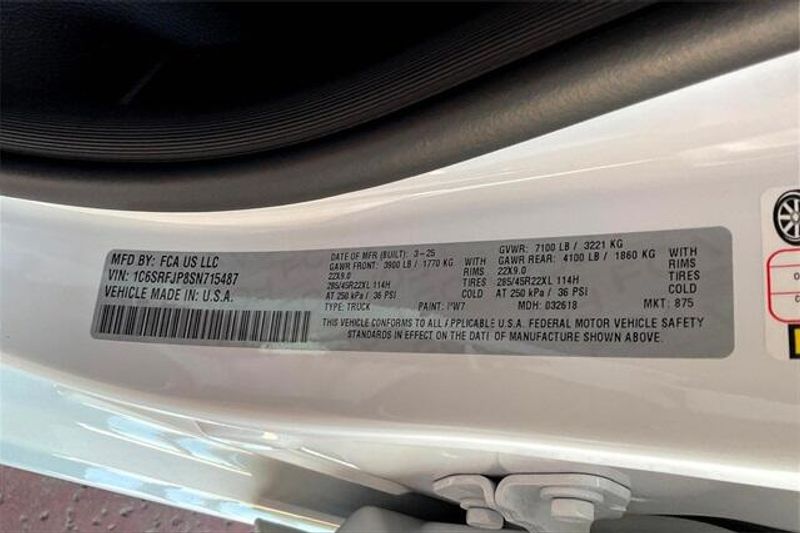 MFD BY: FCA US LLC
VIN: 1C6SRFJP8SN715487
VEHICLE MADE IN: U.S.A.
DATE OF MFR (BUILT): 3-25
GAWR FRONT: 3900 LB / 1770 KG WITH
22X9.0 RIMS
285/45R22XL 114H TIRES
AT 250 kPa / 36 PSI COLD
TYPE: TRUCK PAINT: PW7
GVWR: 7100 LB / 3221 KG
GAWR REAR: 4100 LB / 1860 KG WITH
22X9.0 RIMS
285/45R22XL 114H TIRES
AT 250 kPa / 36 PSI COLD
MDH: 032618 MKT: 875
THIS VEHICLE CONFORMS TO ALL APPLICABLE U.S.A. FEDERAL MOTOR VEHICLE SAFETY
STANDARDS IN EFFECT ON THE DATE OF MANUFACTURE SHOWN ABOVE.